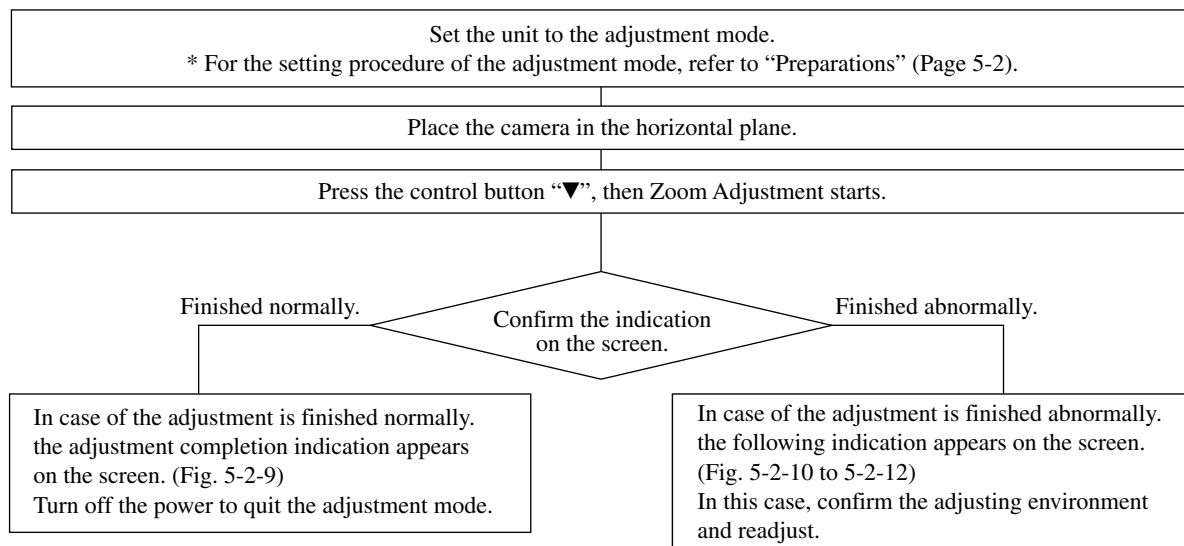 Set the unit to the adjustment mode.
* For the setting procedure of the adjustment mode, refer to “Preparations” (Page 5-2).
Place the camera in the horizontal plane.
Press the control button “▼”, then Zoom Adjustment starts.
Finished normally.
Finished abnormally.
Confirm the indication
on the screen.
In case of the adjustment is finished normally.
the adjustment completion indication appears
on the screen. (Fig. 5-2-9)
Turn off the power to quit the adjustment mode.
In case of the adjustment is finished abnormally.
the following indication appears on the screen.
(Fig. 5-2-10 to 5-2-12)
In this case, confirm the adjusting environment
and readjust.